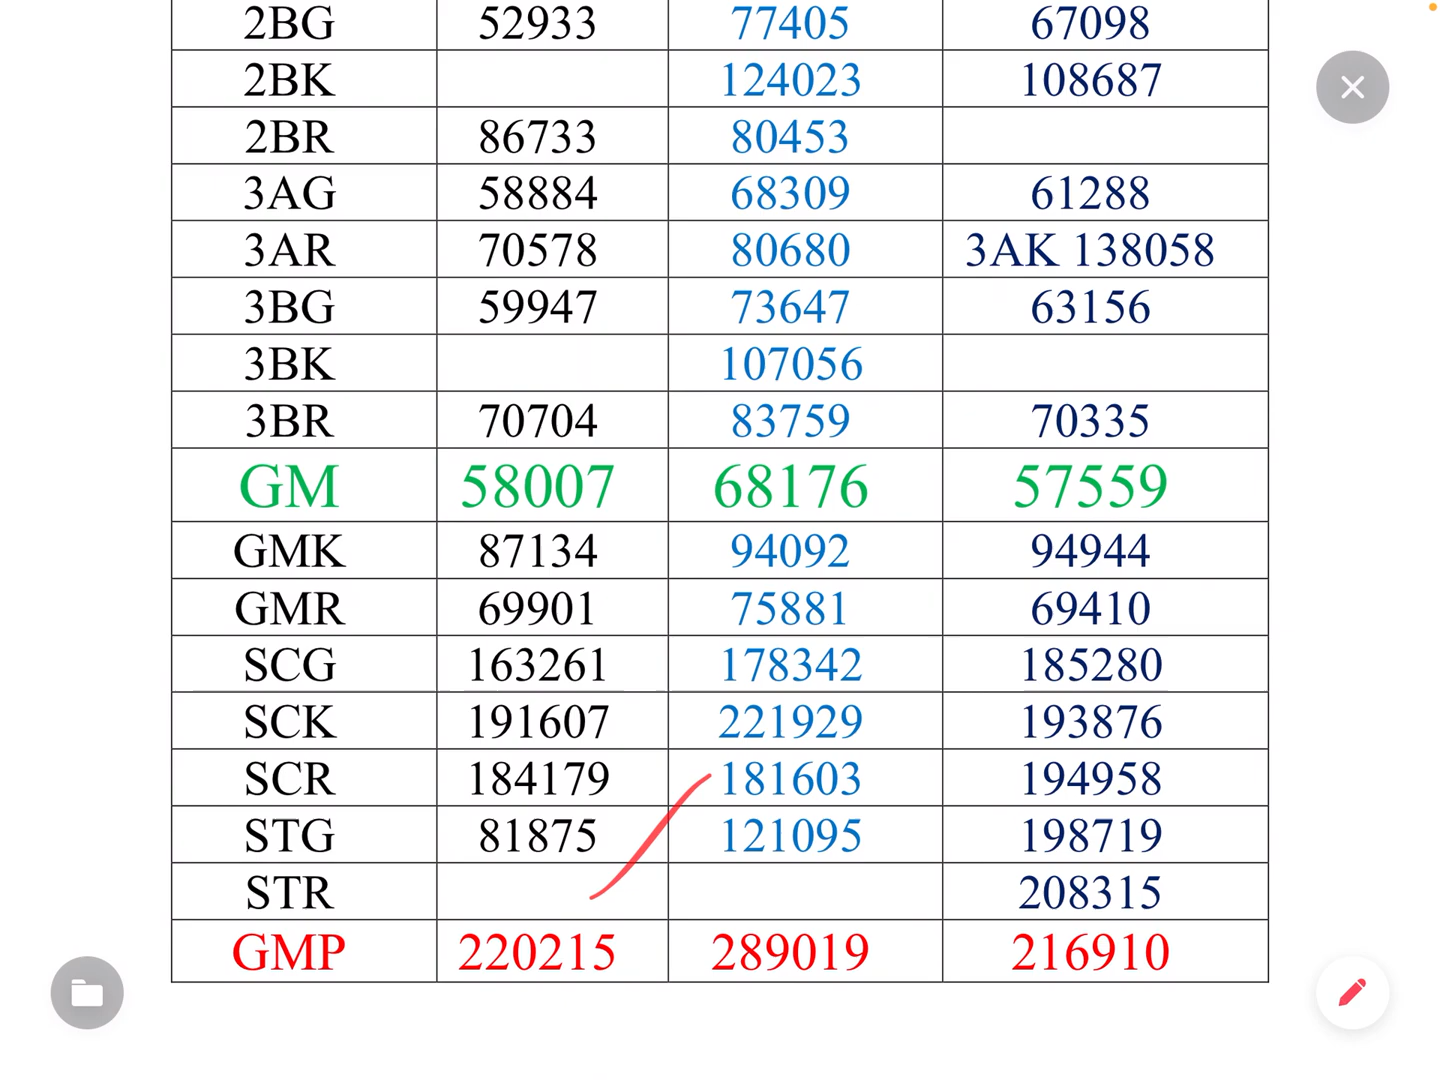 2BG 52933 77405 67098
2BK 124023 108687
2BR 86733 80453
3AG 58884 68309 61288
3AR 70578 80680 3AK 138058
3BG 59947 73647 63156
3BK 107056
3BR 70704 83759 70335
GM 58007 68176 57559
GMK 87134 94092 94944
GMR 69901 75881 69410
SCG 163261 178342 185280
SCK 191607 221929 193876
SCR 184179 181603 194958
STG 81875 121095 198719
STR 208315
GMP 220215 289019 216910